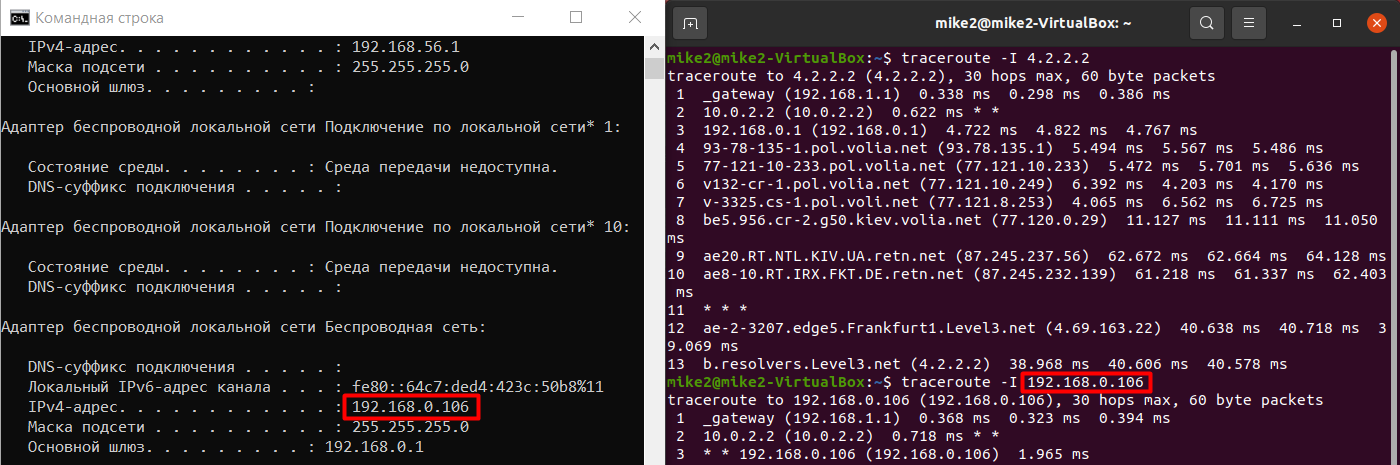 Командная строка
IPv4-адрес. . . . . . . . . . . . : 192.168.56.1
Маска подсети . . . . . . . . . . : 255.255.255.0
Основной шлюз. . . . . . . . . :
Адаптер беспроводной локальной сети Подключение по локальной сети* 1:
Состояние среды. . . . . . . . : Среда передачи недоступна.
DNS-суффикс подключения . . . . . :
Адаптер беспроводной локальной сети Подключение по локальной сети* 10:
Состояние среды. . . . . . . . : Среда передачи недоступна.
DNS-суффикс подключения . . . . . :
Адаптер беспроводной локальной сети Беспроводная сеть:
DNS-суффикс подключения . . . . . :
Локальный IPv6-адрес канала . . . : fe80::64c7:ded4:423c:50b8%11
IPv4-адрес. . . . . . . . . . . . : 192.168.0.106
Маска подсети . . . . . . . . . . : 255.255.255.0
Основной шлюз. . . . . . . . . : 192.168.0.1
mike2@mike2-VirtualBox: ~
mike2@mike2-VirtualBox:~$ traceroute -I 4.2.2.2
traceroute to 4.2.2.2 (4.2.2.2), 30 hops max, 60 byte packets
1 _gateway (192.168.1.1) 0.338 ms 0.298 ms 0.386 ms
2 10.0.2.2 (10.0.2.2) 0.622 ms * *
3 192.168.0.1 (192.168.0.1) 4.722 ms 4.822 ms 4.767 ms
4 93-78-135-1.pol.volia.net (93.78.135.1) 5.494 ms 5.567 ms 5.486 ms
5 77-121-10-233.pol.volia.net (77.121.10.233) 5.472 ms 5.701 ms 5.636 ms
6 v132-cr-1.pol.volia.net (77.121.10.249) 6.392 ms 4.203 ms 4.170 ms
7 v-3325.cs-1.pol.voli.net (77.121.8.253) 4.065 ms 6.562 ms 6.725 ms
8 be5.956.cr-2.g50.kiev.volia.net (77.120.0.29) 11.127 ms 11.111 ms 11.050
ms
9 ae20.RT.NTL.KIV.UA.retn.net (87.245.237.56) 62.672 ms 62.664 ms 64.128 ms
10 ae8-10.RT.IRX.FKT.DE.retn.net (87.245.232.139) 61.218 ms 61.337 ms 62.403
ms
11 * * *
12 ae-2-3207.edge5.Frankfurt1.Level3.net (4.69.163.22) 40.638 ms 40.718 ms 3
9.069 ms
13 b.resolvers.Level3.net (4.2.2.2) 38.968 ms 40.606 ms 40.578 ms
mike2@mike2-VirtualBox:~$ traceroute -I 192.168.0.106
traceroute to 192.168.0.106 (192.168.0.106), 30 hops max, 60 byte packets
1 _gateway (192.168.1.1) 0.368 ms 0.323 ms 0.394 ms
2 10.0.2.2 (10.0.2.2) 0.718 ms * *
3 * * 192.168.0.106 (192.168.0.106) 1.965 ms